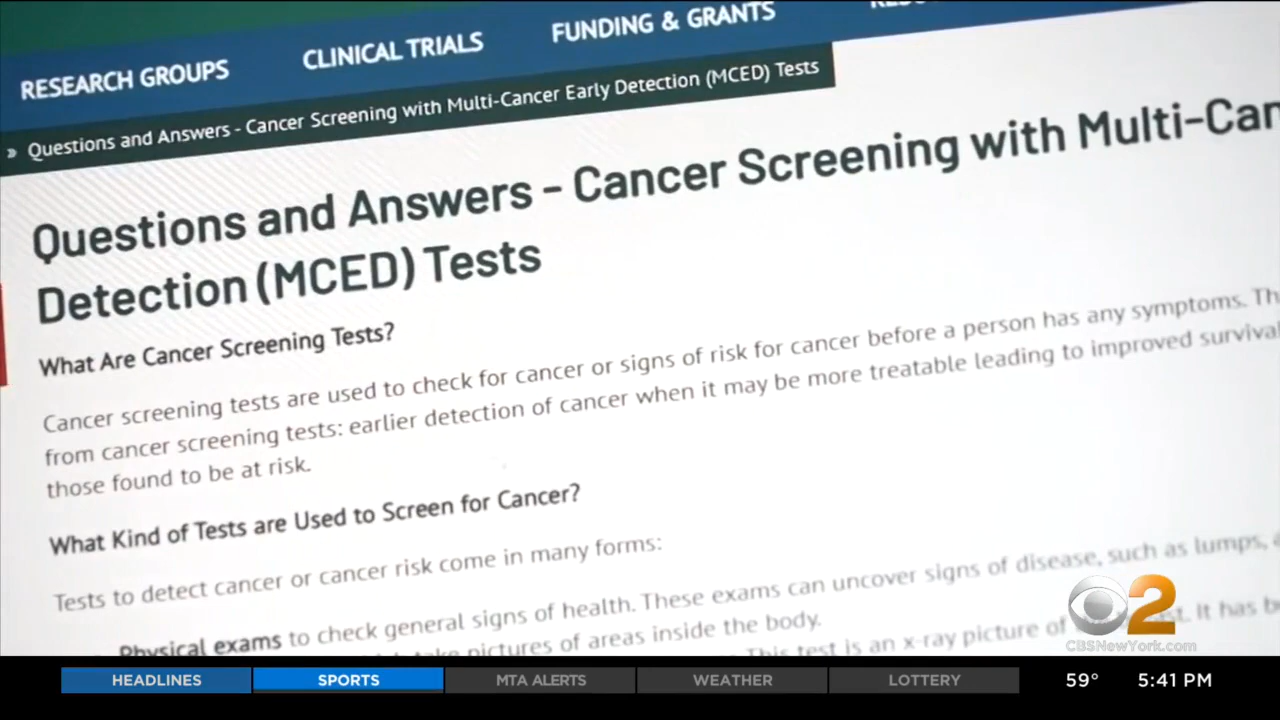 RESEARCH GROUPS CLINICAL TRIALS FUNDING & GRANTS
» Questions and Answers - Cancer Screening with Multi-Cancer Early Detection (MCED) Tests
Questions and Answers - Cancer Screening with Multi-Can
Detection (MCED) Tests
What Are Cancer Screening Tests?
Cancer screening tests are used to check for cancer or signs of risk for cancer before a person has any symptoms. Th
from cancer screening tests: earlier detection of cancer when it may be more treatable leading to improved survival
those found to be at risk.
What Kind of Tests are Used to Screen for Cancer?
Tests to detect cancer or cancer risk come in many forms:
Physical exams to check general signs of health. These exams can uncover signs of disease, such as lumps,
take pictures of areas inside the body.
This test is an x-ray picture of
It has b
2
CBSNewYork.com
HEADLINES SPORTS MTA ALERTS WEATHER LOTTERY 59° 5:41 PM